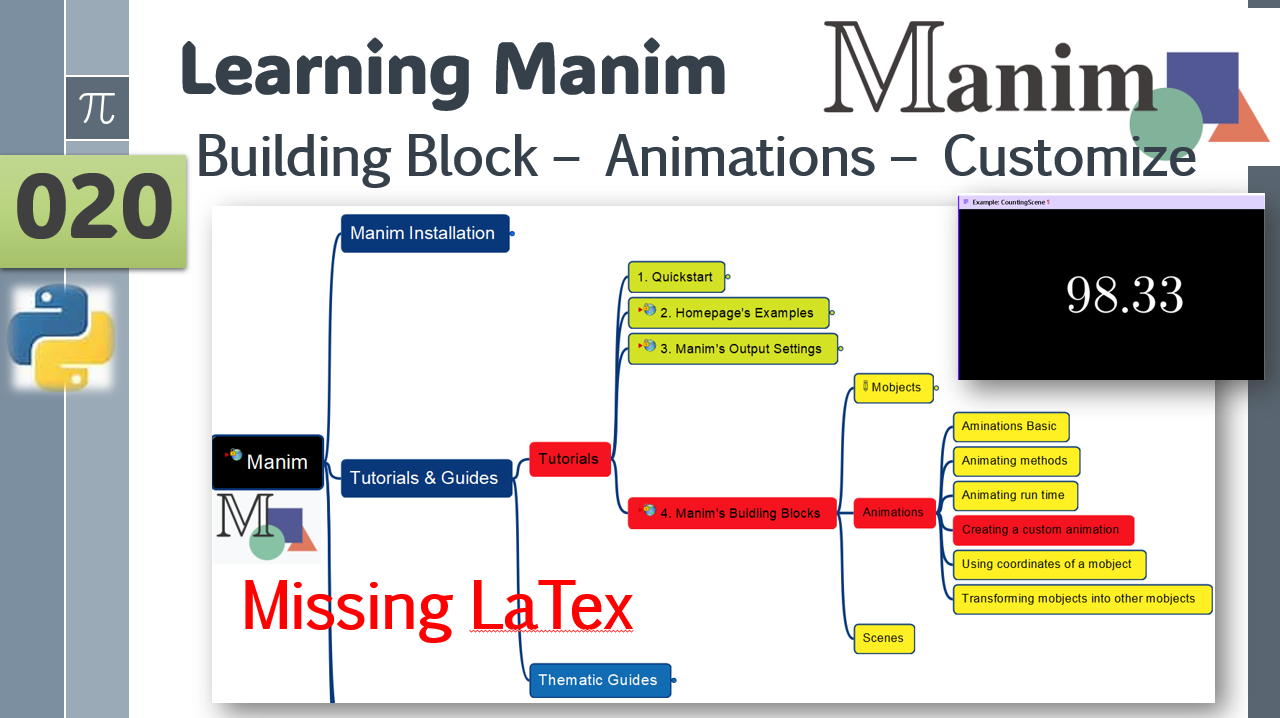 Learning Manim
Manim
π
Building Block – Animations – Customize
020
Example: CountingScene 1
98.33
Manim Installation
1. Quickstart
2. Homepage's Examples
3. Manim's Output Settings
Mobjects
Aminations Basic
Animating methods
Animating run time
Creating a custom animation
Using coordinates of a mobject
Transforming mobjects into other mobjects
Manim
Tutorials & Guides
Tutorials
4. Manim's Buidling Blocks
Animations
M
Missing LaTex
Scenes
Thematic Guides